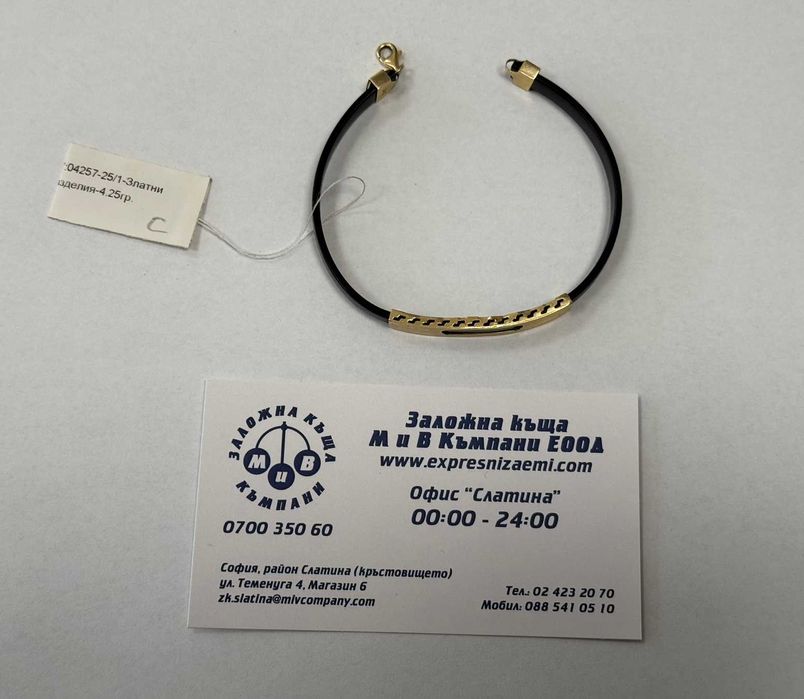 :04257-25/1-Златни
зделия-4.25гр.
C
ЗАЛОЖНА КЪЩА
М и В
КЪМПАНИ
0700 350 60
Заложна къща
М и В Къмпани ЕООД
www.expresnizaemi.com
Офис "Слатина"
00:00 - 24:00
София, район Слатина (кръстовището)
ул. Теменуга 4, Магазин 6
zk.slatina@mivcompany.com
Тел.: 02 423 20 70
Мобил: 088 541 05 10